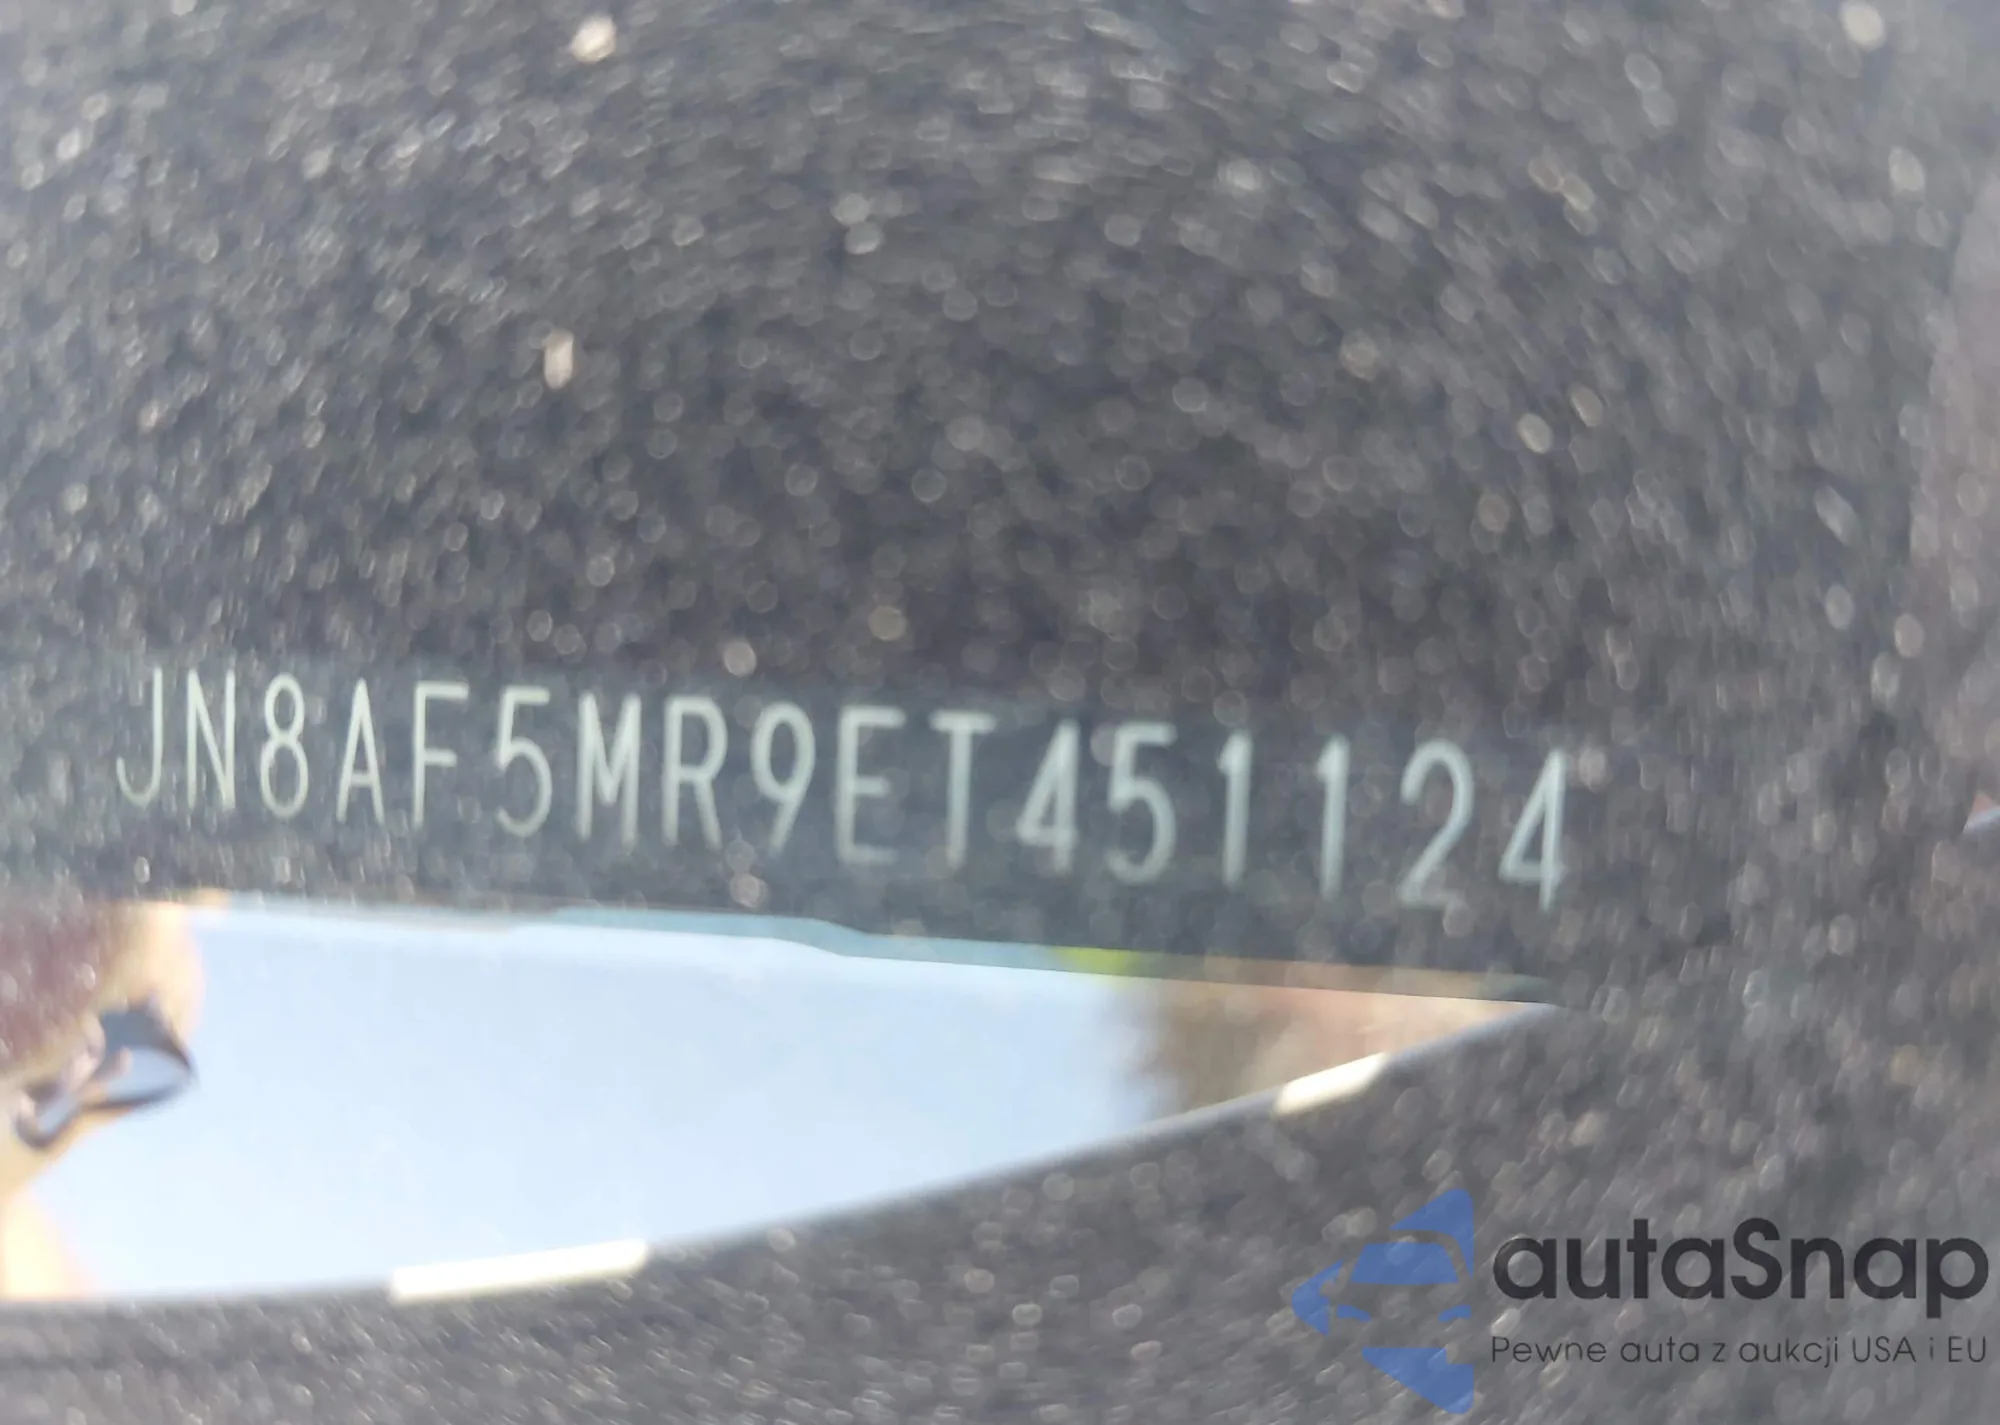 JN8AF5MR9ET451124
autaSnap
Pewne auta z aukcji USA i EU